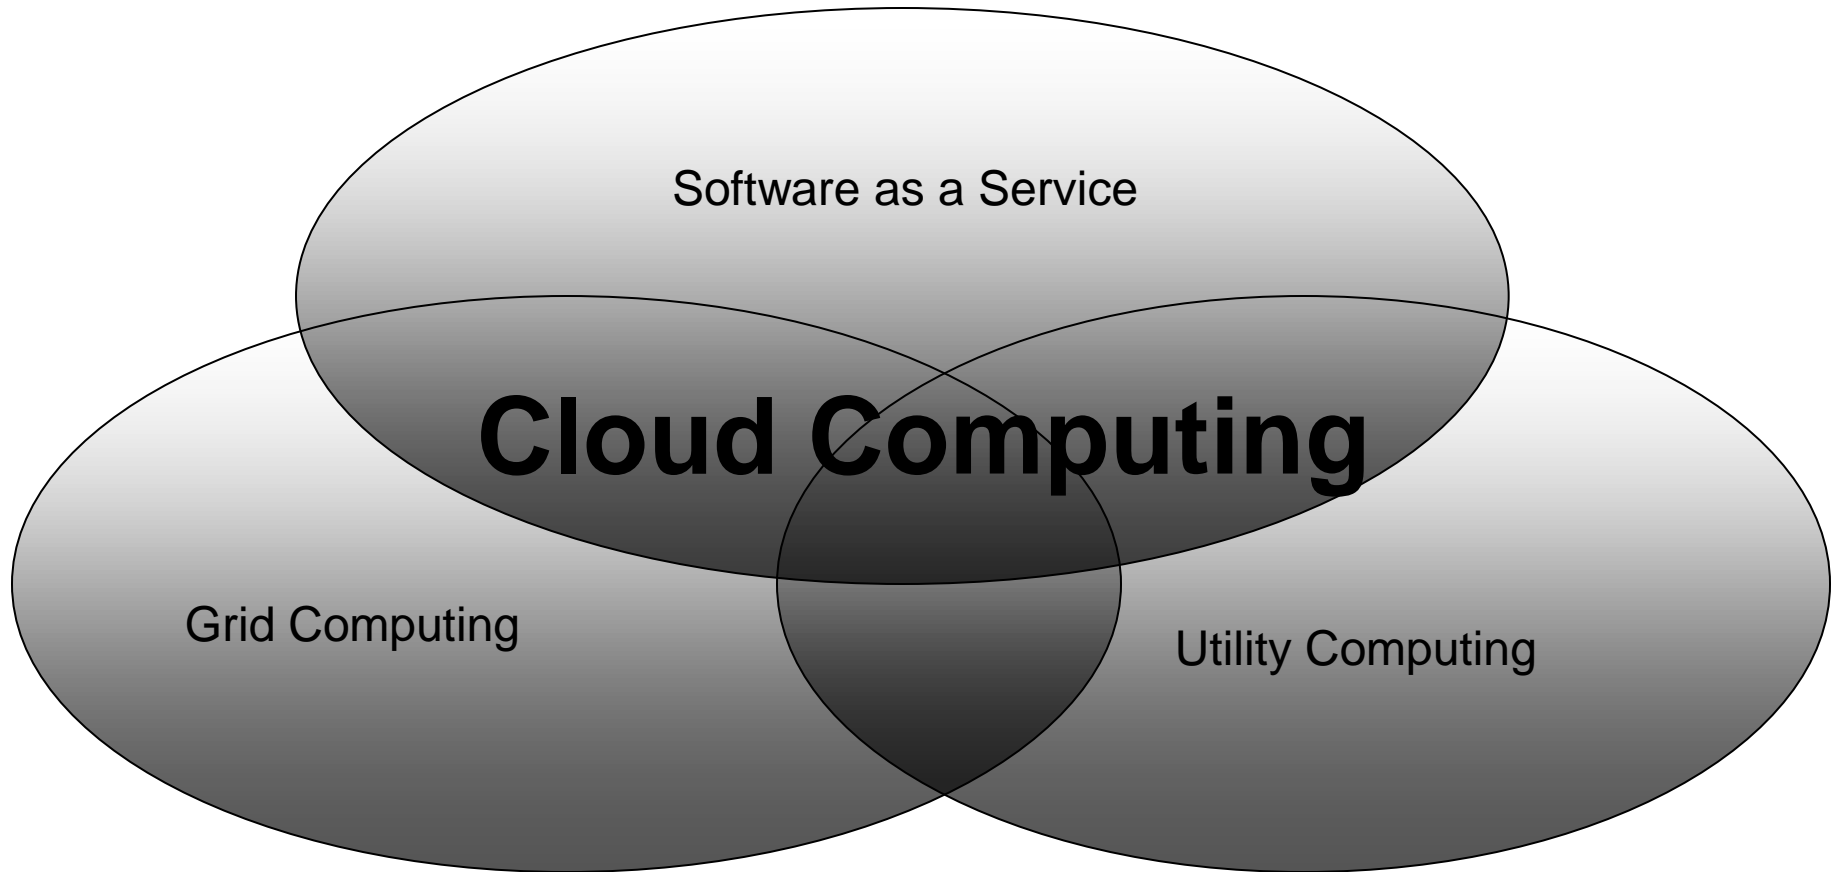 Software as a Service
Cloud Computing
Grid Computing
Utility Computing